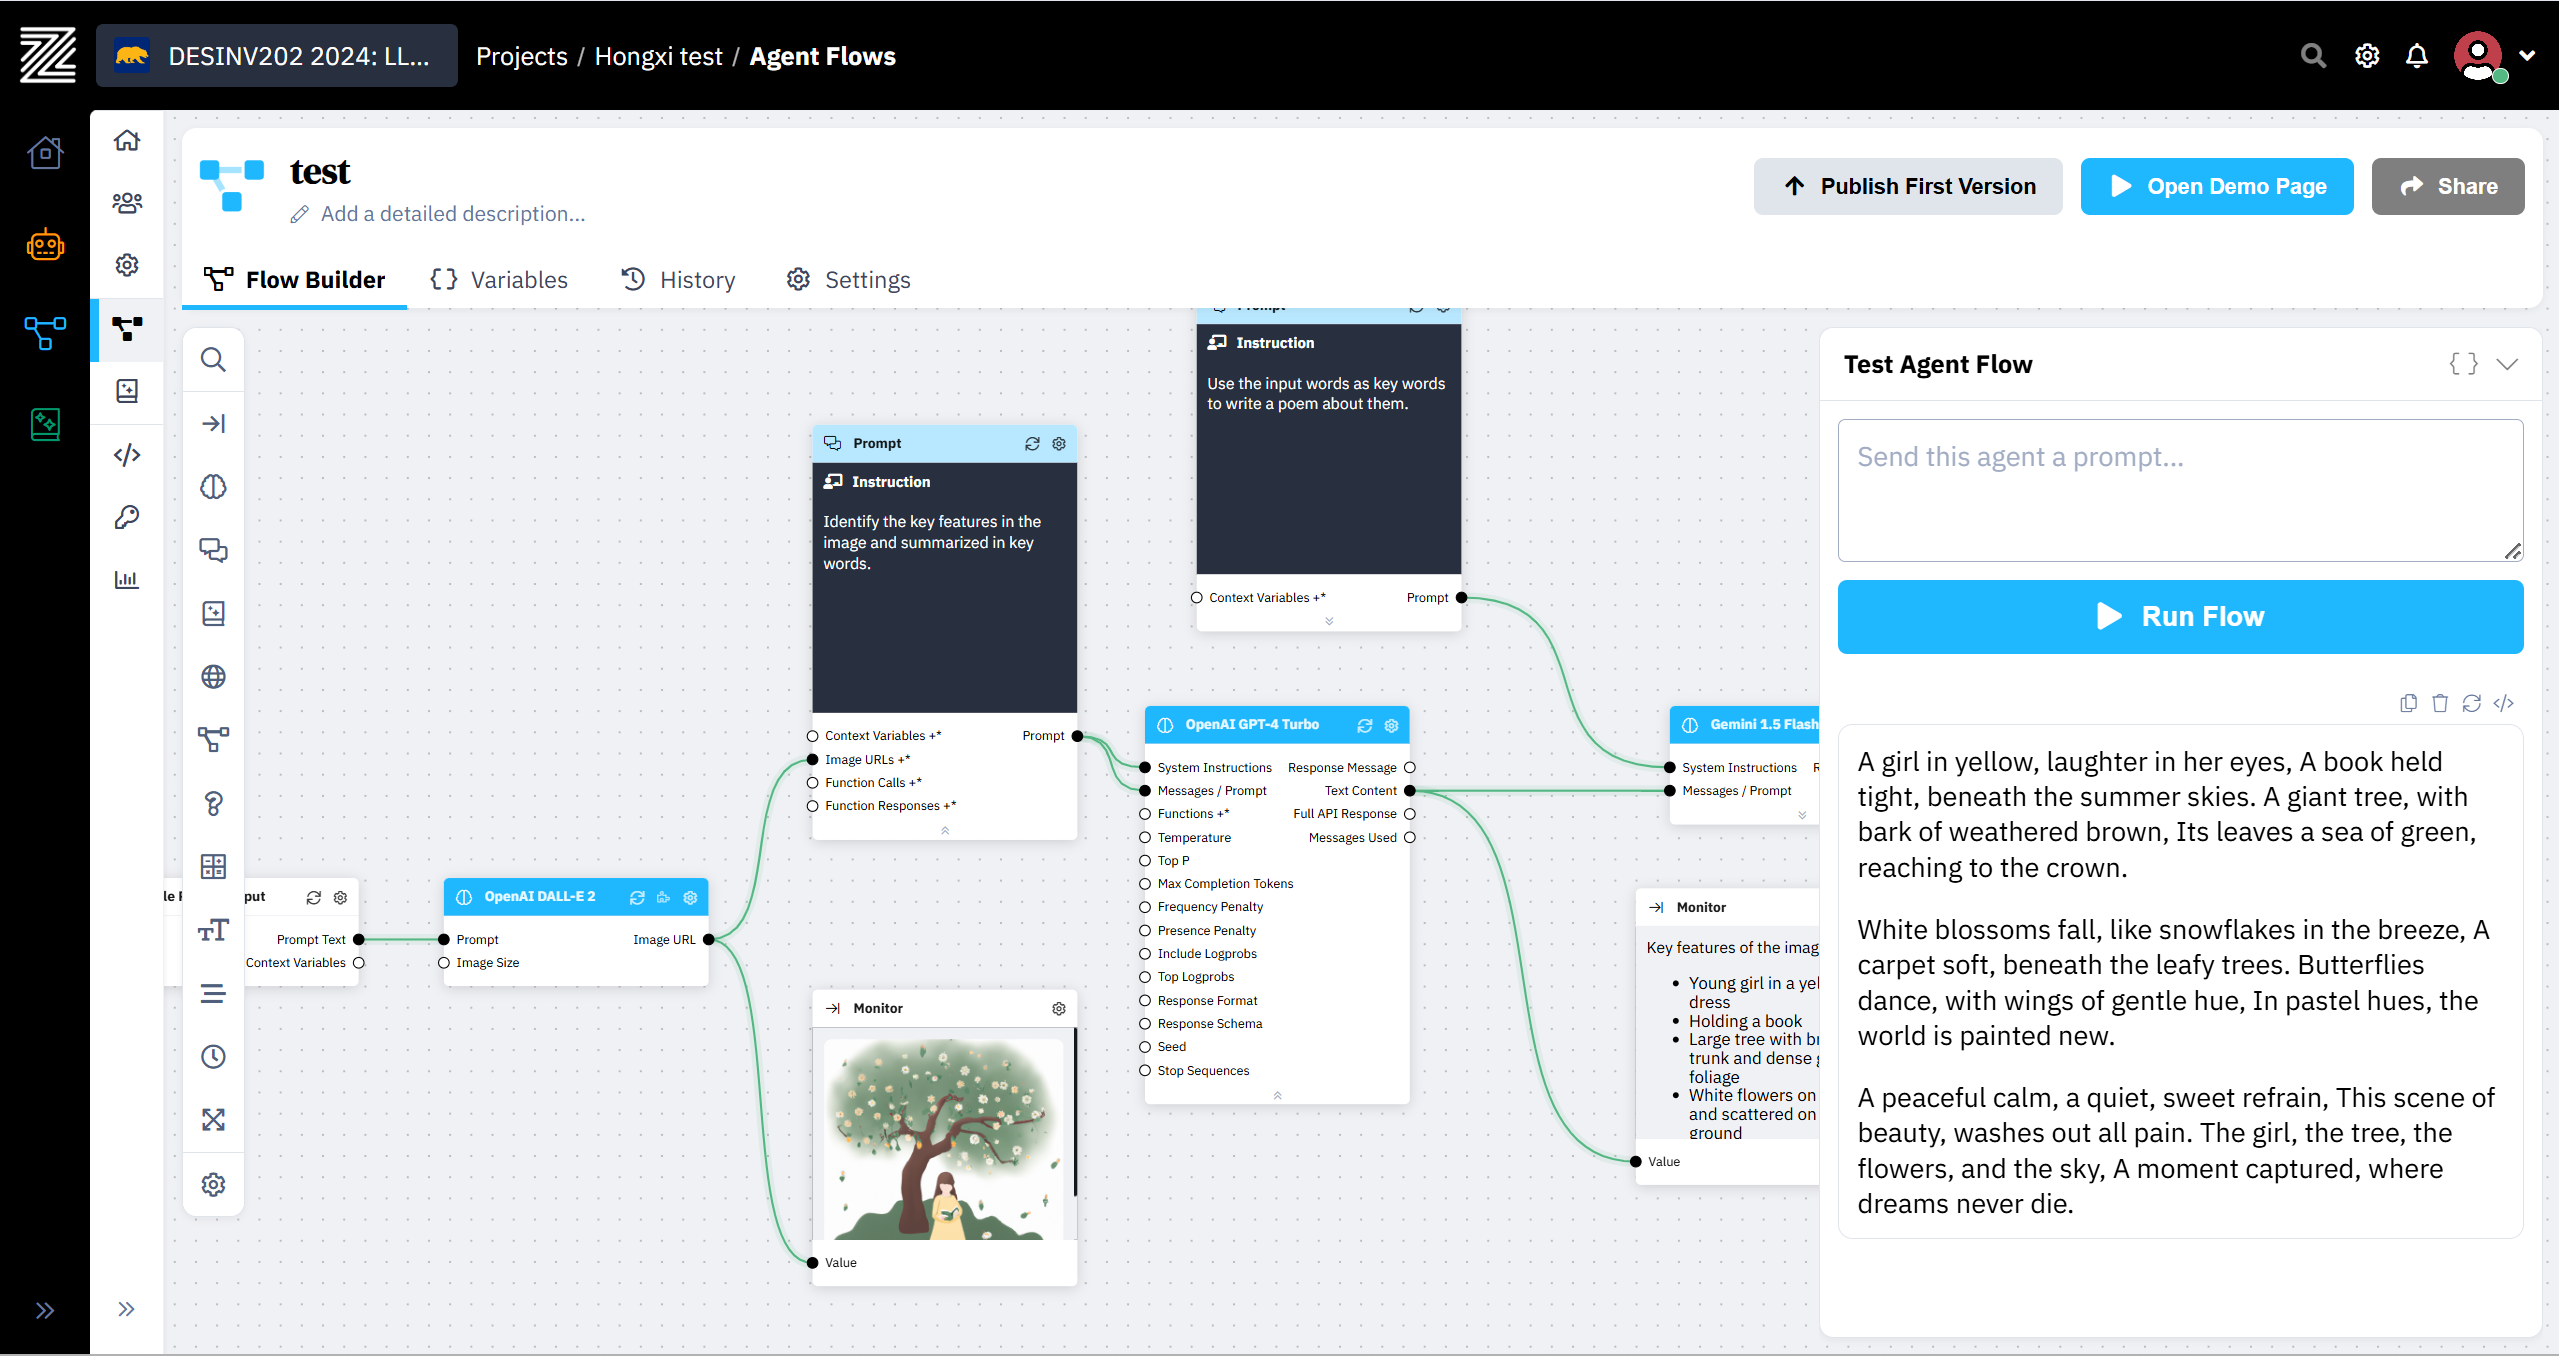 DESINV202 2024: LL...
Projects / Hongxi test / Agent Flows
test
Add a detailed description...
Publish First Version
Open Demo Page
Share
Flow Builder
Variables
History
Settings
Prompt
Instruction
Use the input words as key words
to write a poem about them.
Context Variables +*
Prompt
Prompt
Instruction
Identify the key features in the
image and summarized in key
words.
Context Variables +*
Prompt
Image URLs +*
Function Calls +*
Function Responses +*
put
Prompt Text
Context Variables
OpenAI DALL-E 2
Prompt
Image URL
Image Size
Monitor
Value
OpenAI GPT-4 Turbo
System Instructions
Response Message
Messages / Prompt
Text Content
Functions +*
Full API Response
Temperature
Messages Used
Top P
Max Completion Tokens
Frequency Penalty
Presence Penalty
Include Logprobs
Top Logprobs
Response Format
Response Schema
Seed
Stop Sequences
Gemini 1.5 Flash
System Instructions
Messages / Prompt
Monitor
Key features of the imag
Young girl in a yel
dress
Holding a book
Large tree with br
trunk and dense g
foliage
White flowers on
and scattered on
ground
Value
Test Agent Flow
Send this agent a prompt...
Run Flow
A girl in yellow, laughter in her eyes, A book held
tight, beneath the summer skies. A giant tree, with
bark of weathered brown, Its leaves a sea of green,
reaching to the crown.
White blossoms fall, like snowflakes in the breeze, A
carpet soft, beneath the leafy trees. Butterflies
dance, with wings of gentle hue, In pastel hues, the
world is painted new.
A peaceful calm, a quiet, sweet refrain, This scene of
beauty, washes out all pain. The girl, the tree, the
flowers, and the sky, A moment captured, where
dreams never die.